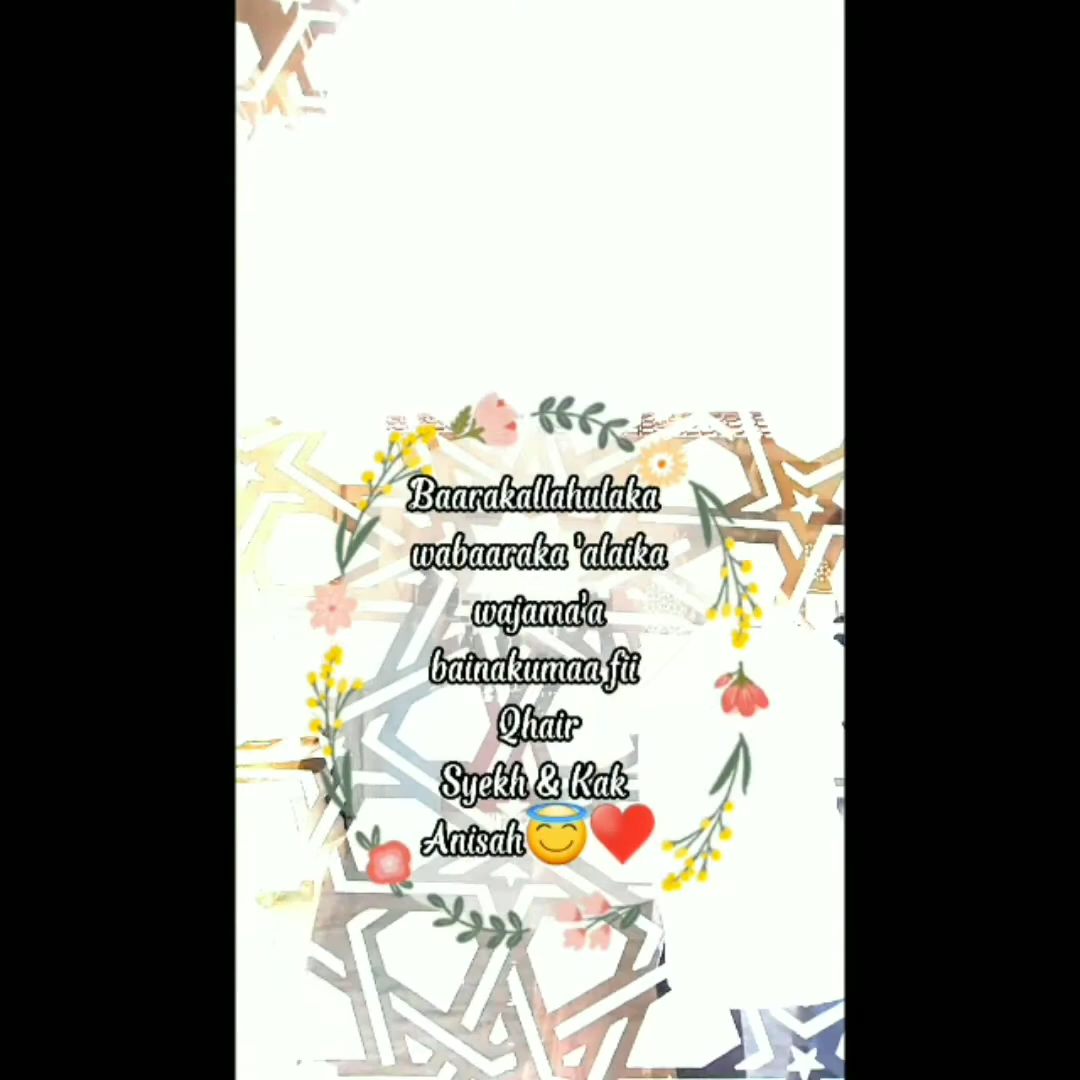 Baarakallahulaka
wabaaraka 'alaika
wajama'a
bainakumaa fii
Qhair
Syekh & Kak
Anisah😇❤️